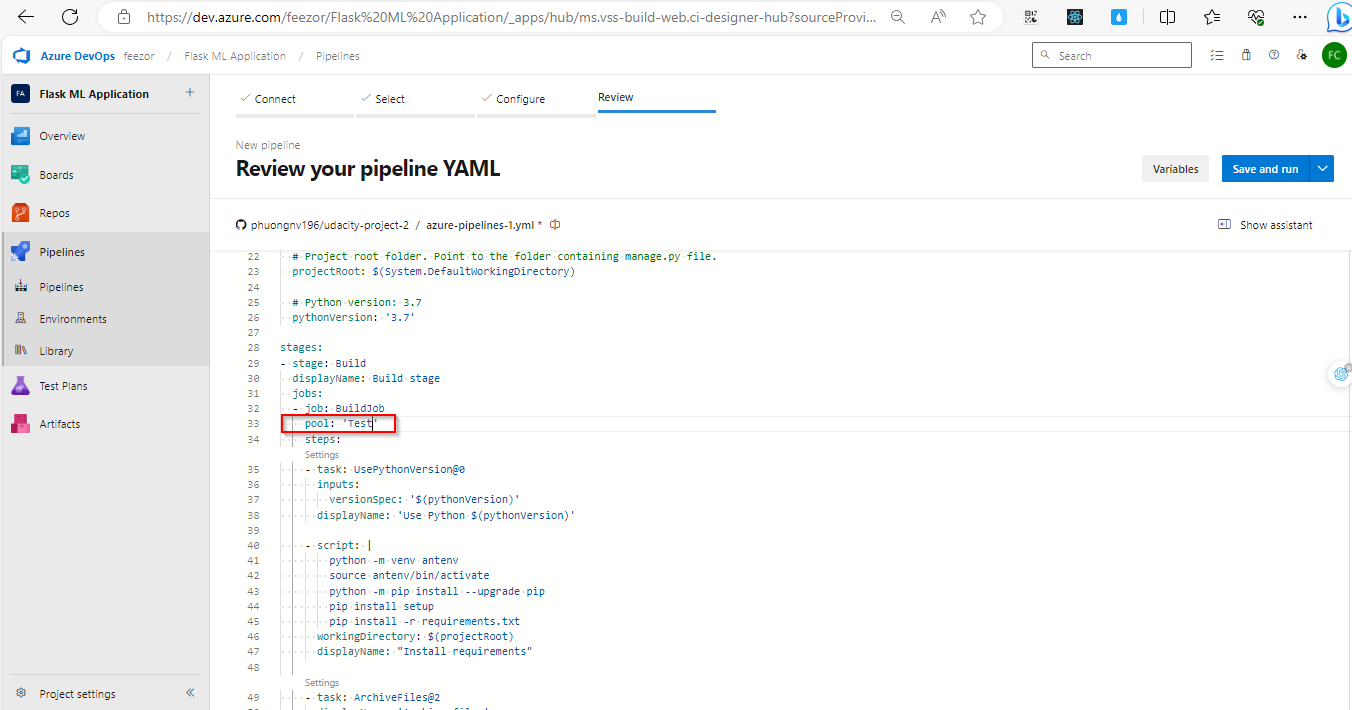 https://dev.azure.com/feezor/Flask%20ML%20Application/_apps/hub/ms.vss-build-web.ci-designer-hub?sourceProvi...
Azure DevOps feezor / Flask ML Application / Pipelines
Search
FC
FA Flask ML Application
Overview
Boards
Repos
Pipelines
Pipelines
Environments
Library
Test Plans
Artifacts
Project settings
Connect
Select
Configure
Review
New pipeline
Review your pipeline YAML
Variables
Save and run
phuongnv196/udacity-project-2 / azure-pipelines-1.yml *
Show assistant
22 # Project root folder. Point to the folder containing manage.py file.
23 projectRoot: $(System.DefaultWorkingDirectory)
24
25 # Python version: 3.7
26 pythonVersion: '3.7'
27
28 stages:
29 - stage: Build
30 displayName: Build stage
31 jobs:
32 - job: BuildJob
33 pool: 'Test'
34 steps:
Settings
35 - task: UsePythonVersion@0
36 inputs:
37 versionSpec: '$(pythonVersion)'
38 displayName: 'Use Python $(pythonVersion)'
39
40 - script: |
41 python -m venv antenv
42 source antenv/bin/activate
43 python -m pip install --upgrade pip
44 pip install setup
45 pip install -r requirements.txt
46 workingDirectory: $(projectRoot)
47 displayName: "Install requirements"
48
Settings
49 - task: ArchiveFiles@2